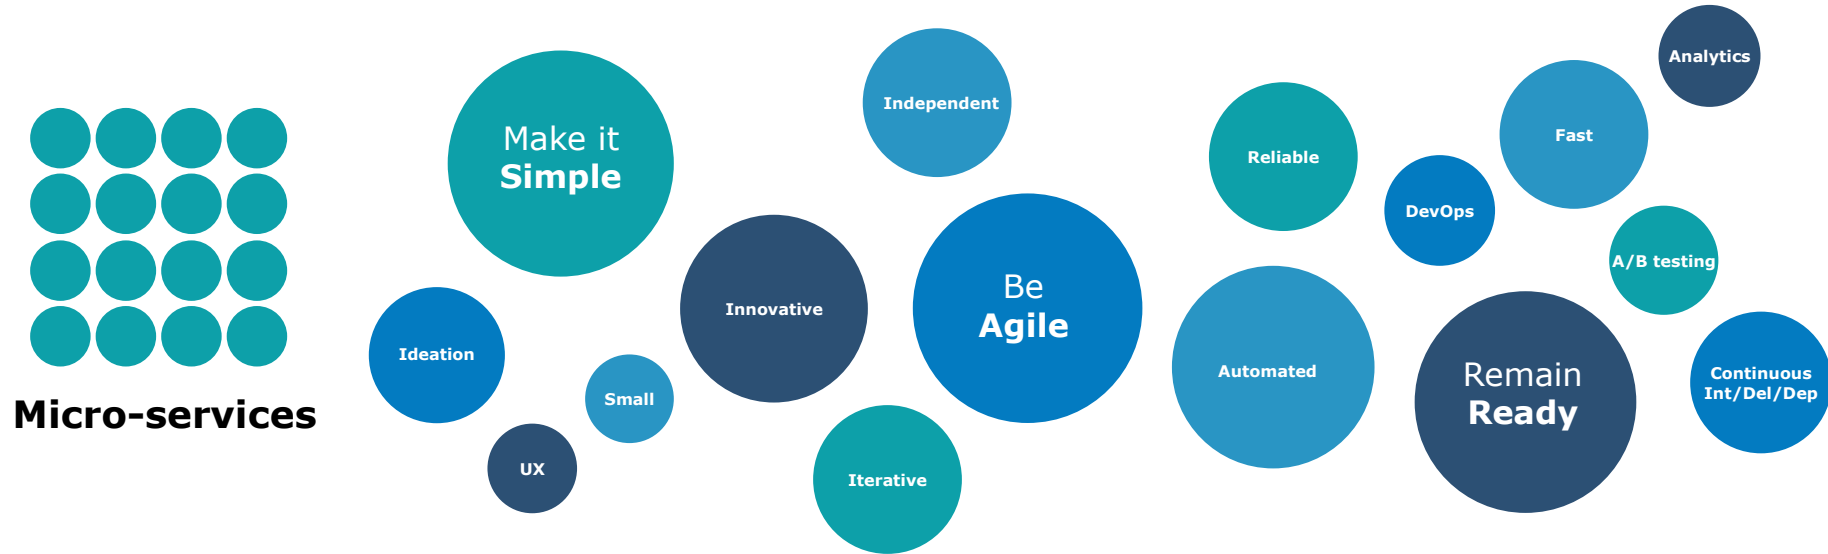 Micro-services
Make it
Simple
Ideation
UX
Small
Innovative
Independent
Be
Agile
Iterative
Reliable
Automated
DevOps
Fast
Analytics
A/B testing
Remain
Ready
Continuous
Int/Del/Dep